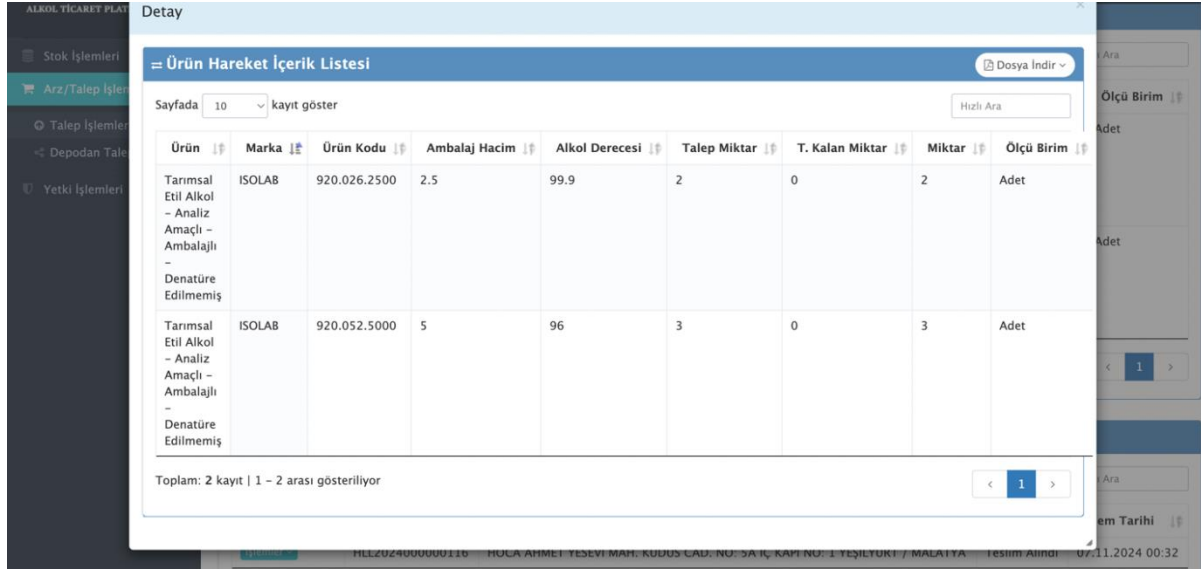 ALKOL TİCARET PLAT
Detay
×
Stok İşlemleri
Arz/Talep İşlem
Talep İşlemler
Depodan Tale
Yetki İşlemleri
Ürün Hareket İçerik Listesi
Dosya İndir
Sayfada 10 kayıt göster
Hızlı Ara
Ürün Marka Ürün Kodu Ambalaj Hacim Alkol Derecesi Talep Miktar T. Kalan Miktar Miktar Ölçü Birim
Tarımsal ISOLAB 920.026.2500 2.5 99.9 2 0 2 Adet
Etil Alkol
– Analiz
Amaçlı –
Ambalajlı
–
Denatüre
Edilmemiş
Tarımsal ISOLAB 920.052.5000 5 96 3 0 3 Adet
Etil Alkol
– Analiz
Amaçlı –
Ambalajlı
–
Denatüre
Edilmemiş
Toplam: 2 kayıt | 1 – 2 arası gösteriliyor
‹ 1 ›
Ara
Ölçü Birim
Adet
Adet
‹ 1 ›
Ara
em Tarihi
HLL2024000000116 HOCA AHMET YESEVİ MAH. KUDÜS CAD. NO: 5A İÇ KAPI NO: 1 YEŞİLYURT / MALATYA Teslim Alındı 07.11.2024 00:32